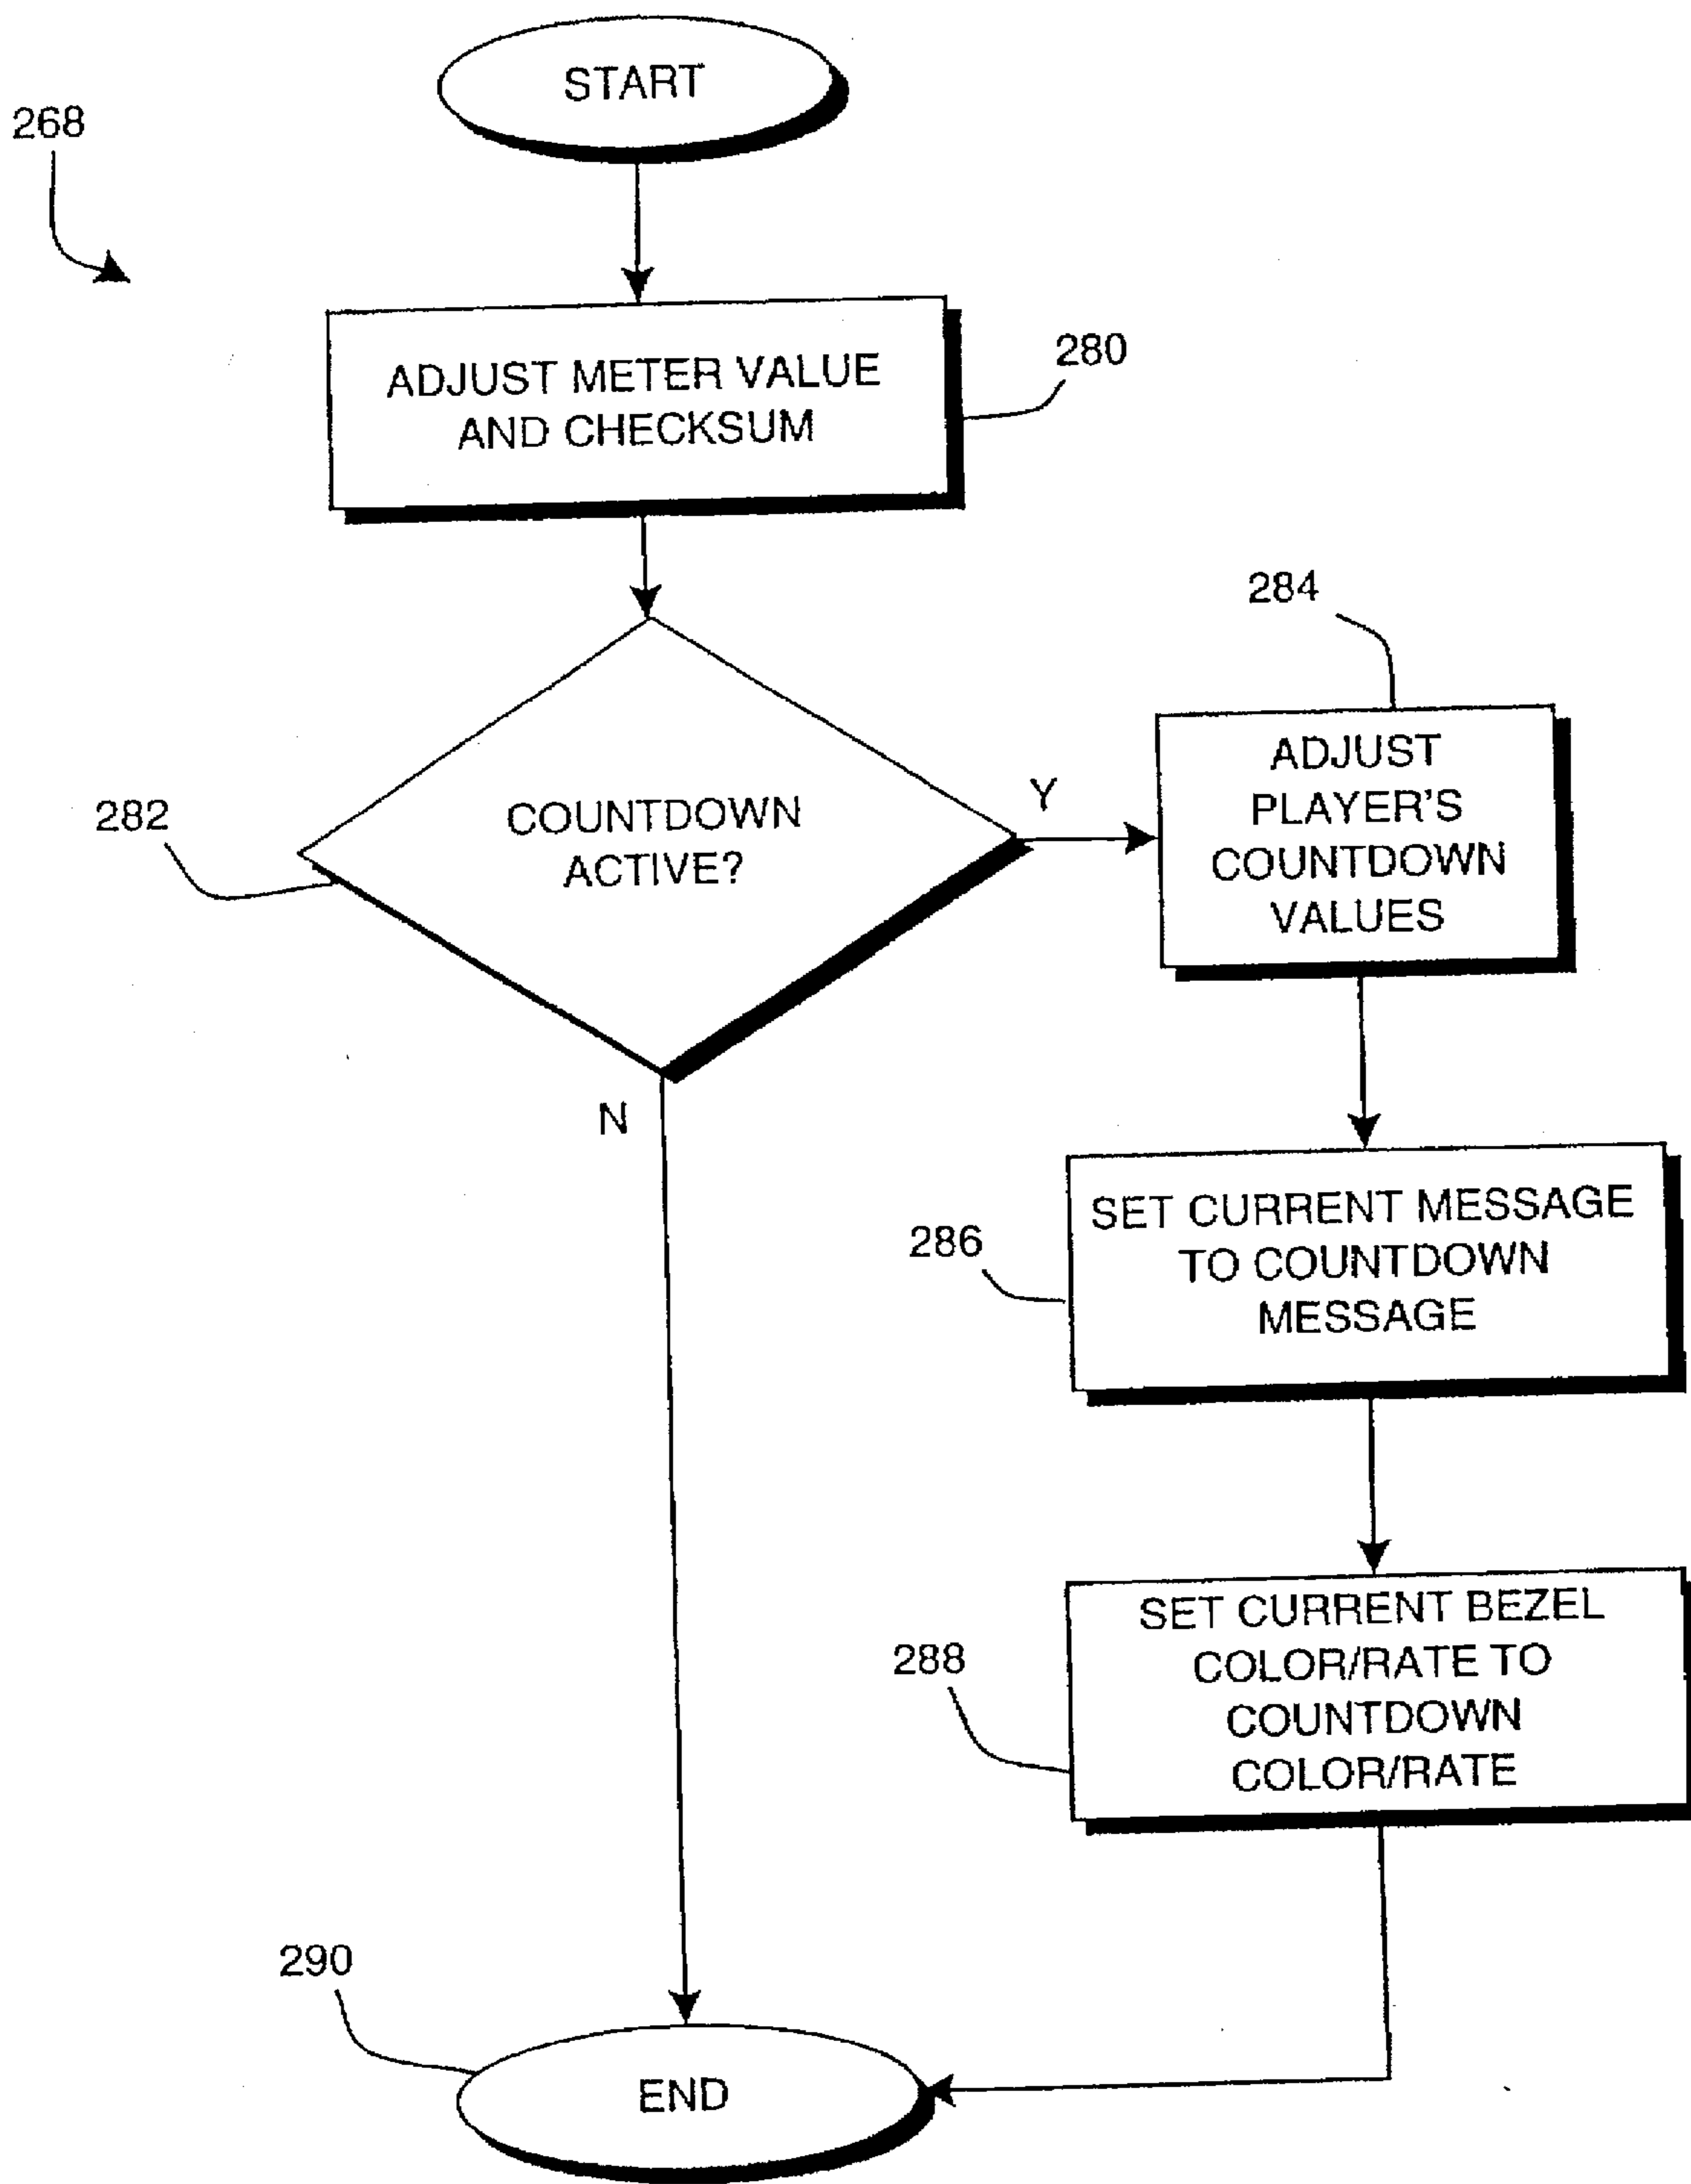 START
268
ADJUST METER VALUE
AND CHECKSUM
280
284
ADJUST
PLAYER'S
COUNTDOWN
VALUES
282
COUNTDOWN
ACTIVE?
Y
N
SET CURRENT MESSAGE
TO COUNTDOWN
MESSAGE
286
SET CURRENT BEZEL
COLOR/RATE TO
COUNTDOWN
COLOR/RATE
288
290
END